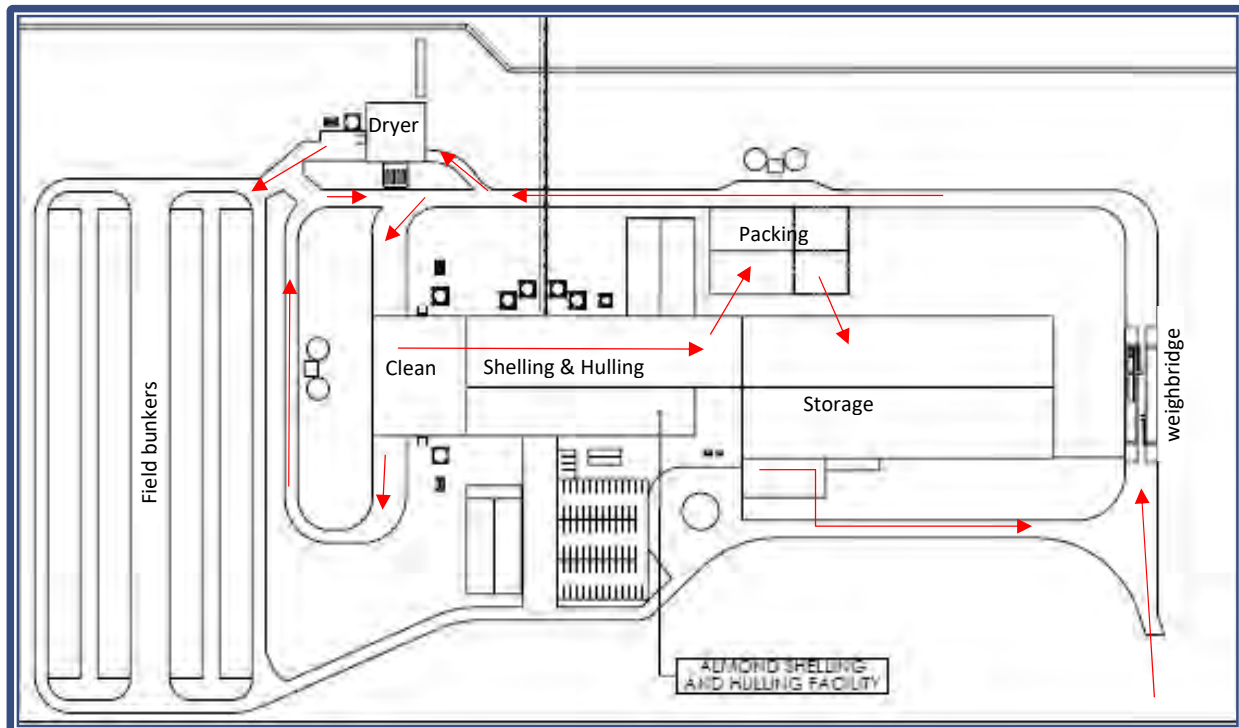 Dryer
Packing
Clean
Shelling & Hulling
Storage
weighbridge
Field bunkers
ALMOND SHELLING
AND HULLING FACILITY